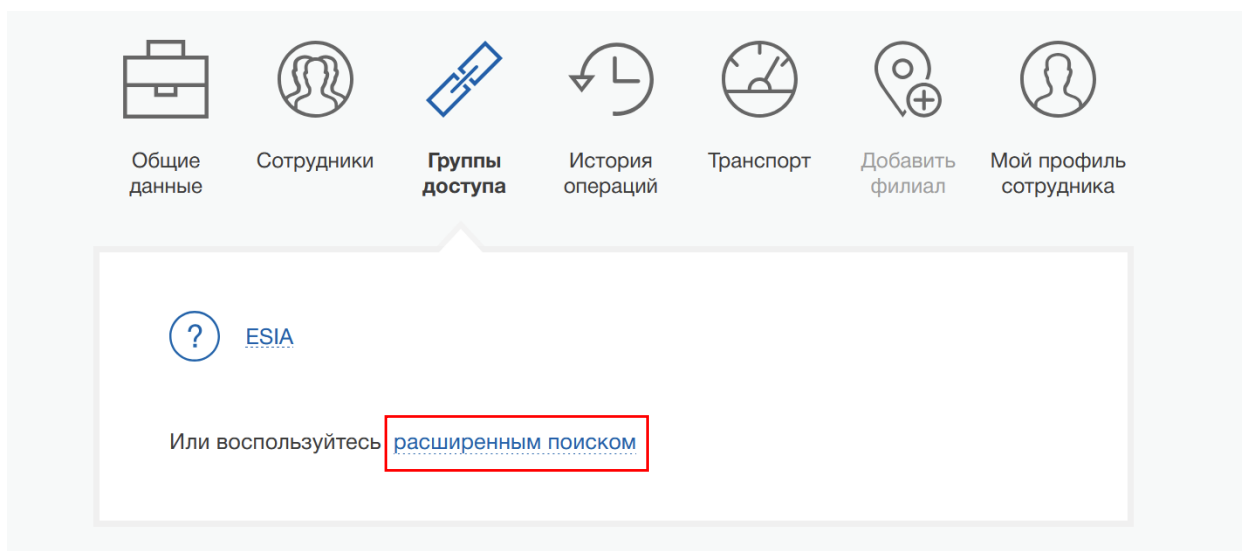 Общие
данные
Сотрудники
Группы
доступа
История
операций
Транспорт
Добавить
филиал
Мой профиль
сотрудника
? ESIA
Или воспользуйтесь расширенным поиском